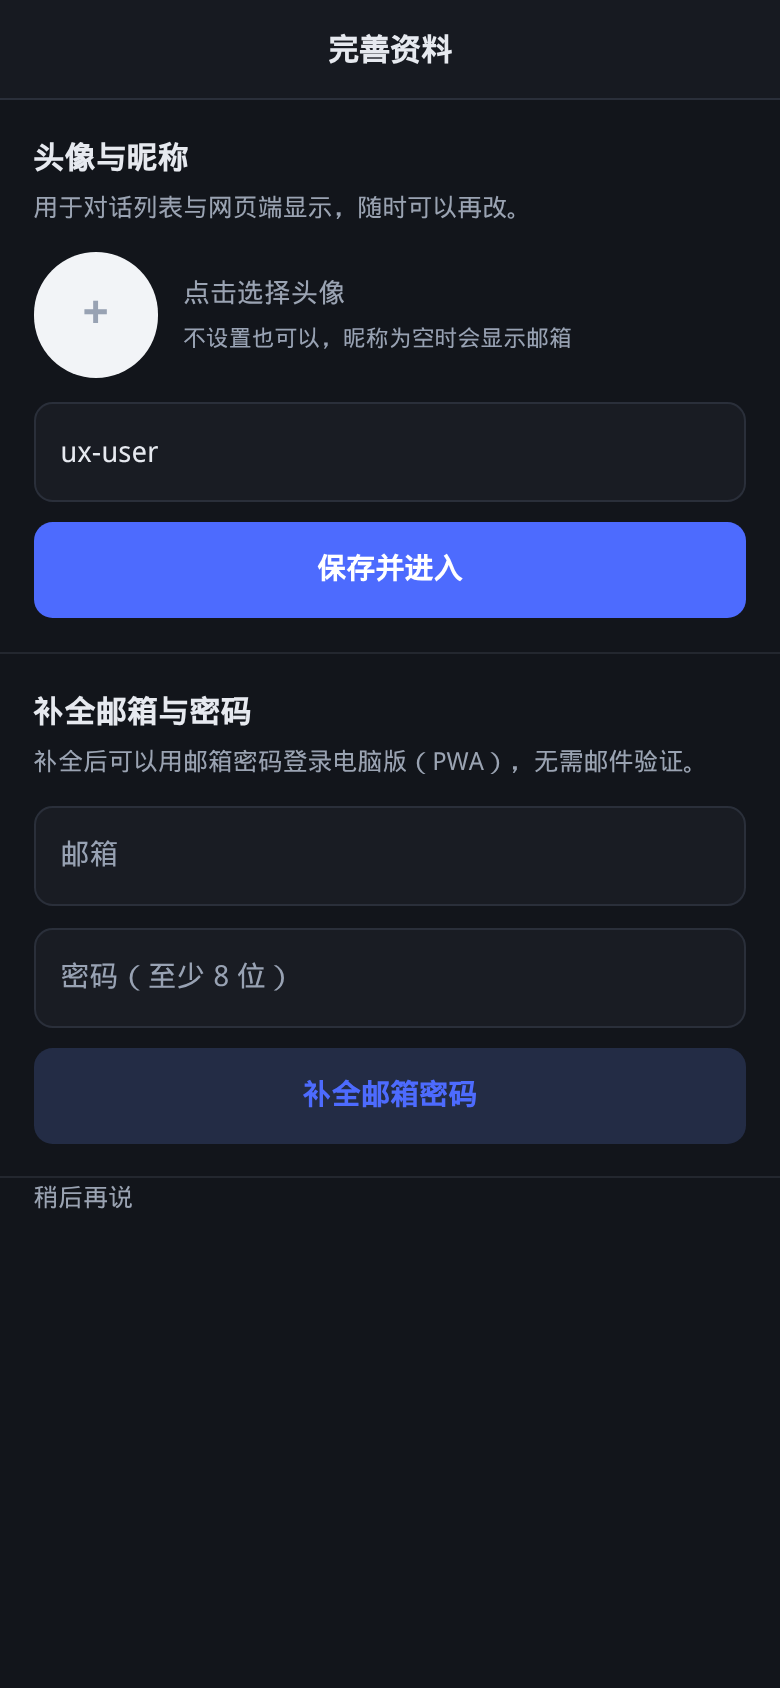 完善资料
头像与昵称
用于对话列表与网页端显示，随时可以再改。
+
点击选择头像
不设置也可以，昵称为空时会显示邮箱
ux-user
保存并进入
补全邮箱与密码
补全后可以用邮箱密码登录电脑版（PWA），无需邮件验证。
邮箱
密码（至少 8 位）
补全邮箱密码
稍后再说